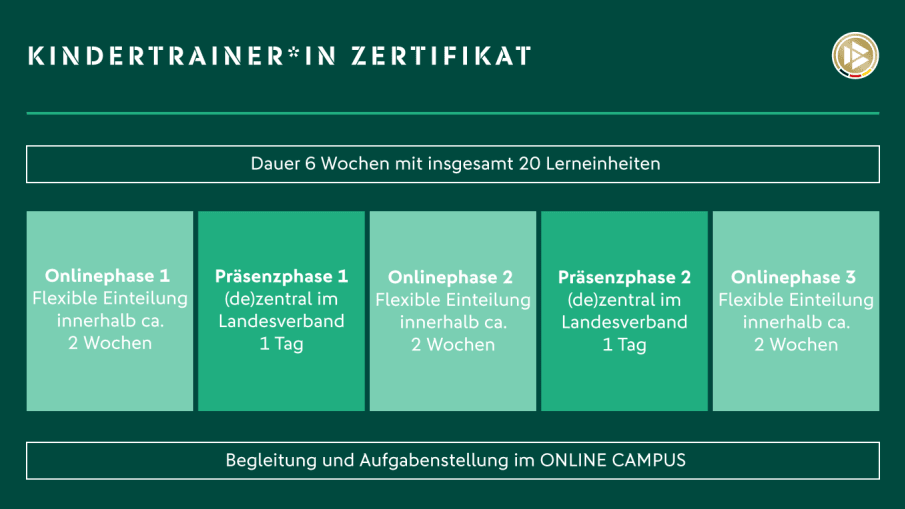 KINDERTRAINER*IN ZERTIFIKAT
Dauer 6 Wochen mit insgesamt 20 Lerneinheiten
Onlinephase 1
Flexible Einteilung
innerhalb ca.
2 Wochen
Präsenzphase 1
(de)zentral im
Landesverband
1 Tag
Onlinephase 2
Flexible Einteilung
innerhalb ca.
2 Wochen
Präsenzphase 2
(de)zentral im
Landesverband
1 Tag
Onlinephase 3
Flexible Einteilung
innerhalb ca.
2 Wochen
Begleitung und Aufgabenstellung im ONLINE CAMPUS